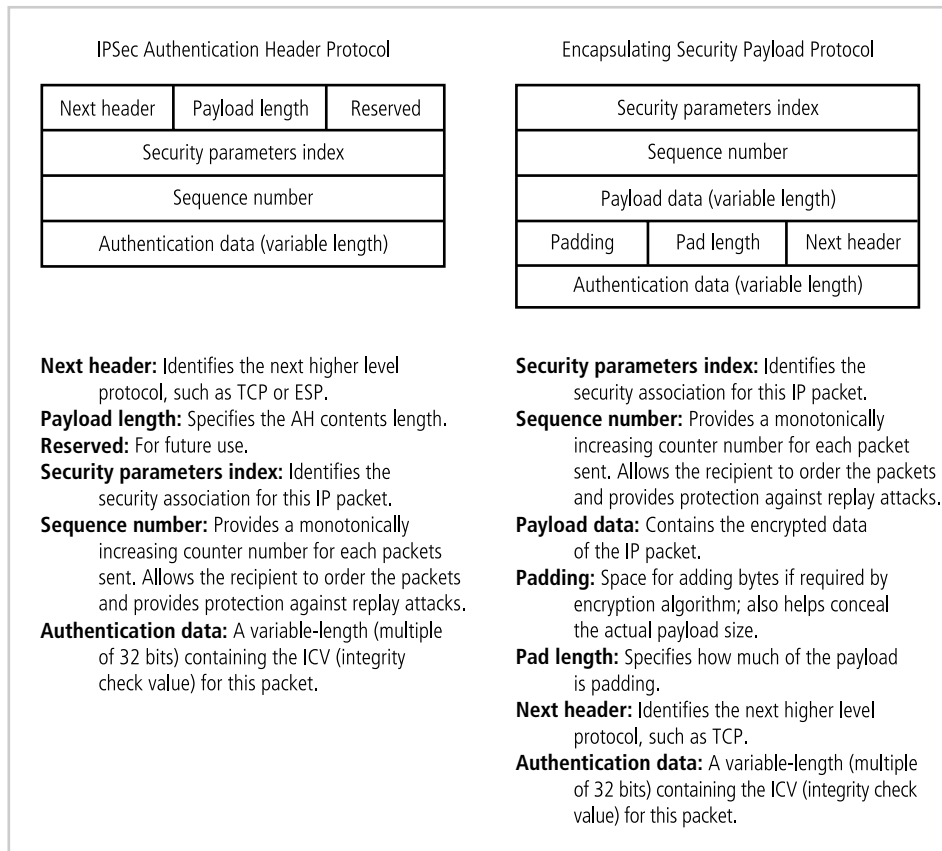 IPSec Authentication Header Protocol
Next header
Payload length
Reserved
Security parameters index
Sequence number
Authentication data (variable length)
Next header: Identifies the next higher level
protocol, such as TCP or ESP.
Payload length: Specifies the AH contents length.
Reserved: For future use.
Security parameters index: Identifies the
security association for this IP packet.
Sequence number: Provides a monotonically
increasing counter number for each packets
sent. Allows the recipient to order the packets
and provides protection against replay attacks.
Authentication data: A variable-length (multiple
of 32 bits) containing the ICV (integrity
check value) for this packet.
Encapsulating Security Payload Protocol
Security parameters index
Sequence number
Payload data (variable length)
Padding
Pad length
Next header
Authentication data (variable length)
Security parameters index: Identifies the
security association for this IP packet.
Sequence number: Provides a monotonically
increasing counter number for each packet
sent. Allows the recipient to order the packets
and provides protection against replay attacks.
Payload data: Contains the encrypted data
of the IP packet.
Padding: Space for adding bytes if required by
encryption algorithm; also helps conceal
the actual payload size.
Pad length: Specifies how much of the payload
is padding.
Next header: Identifies the next higher level
protocol, such as TCP.
Authentication data: A variable-length (multiple
of 32 bits) containing the ICV (integrity check
value) for this packet.